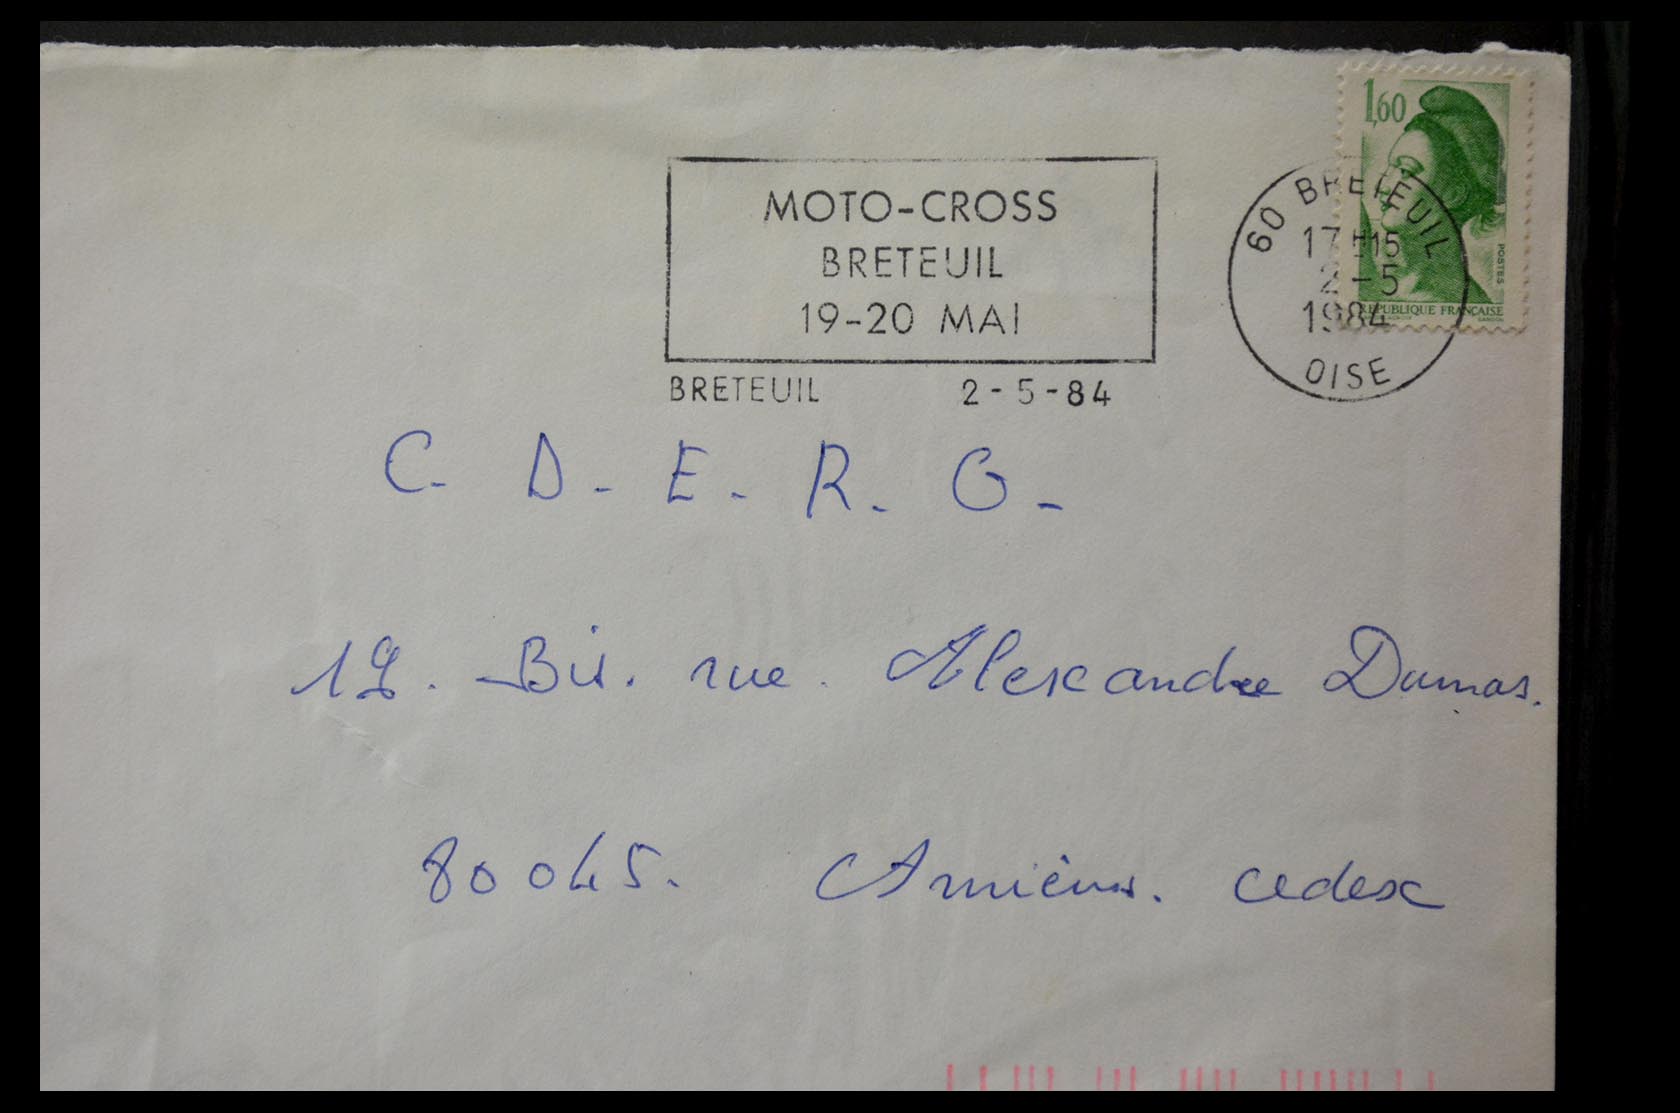 1,60
MOTO-CROSS
BRETEUIL
19-20 MAI
BRETEUIL 2-5-84
60 BRETEUIL
17H15
2-5
1984
OISE
POSTES
REPUBLIQUE FRANÇAISE
C. D. E. R. O.
19. Bis. rue. Alexandre Dumas.
80045. Amiens. cedex